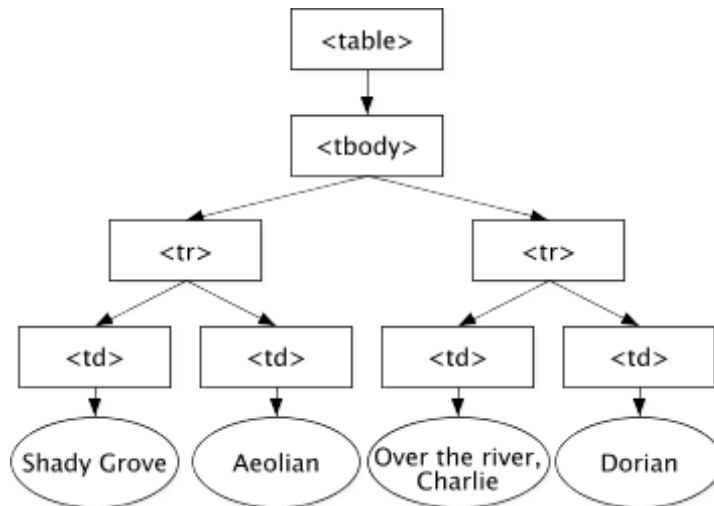 <table>
<tbody>
<tr> <tr>
<td> <td> <td> <td>
Shady Grove Aeolian Over the river, Charlie Dorian